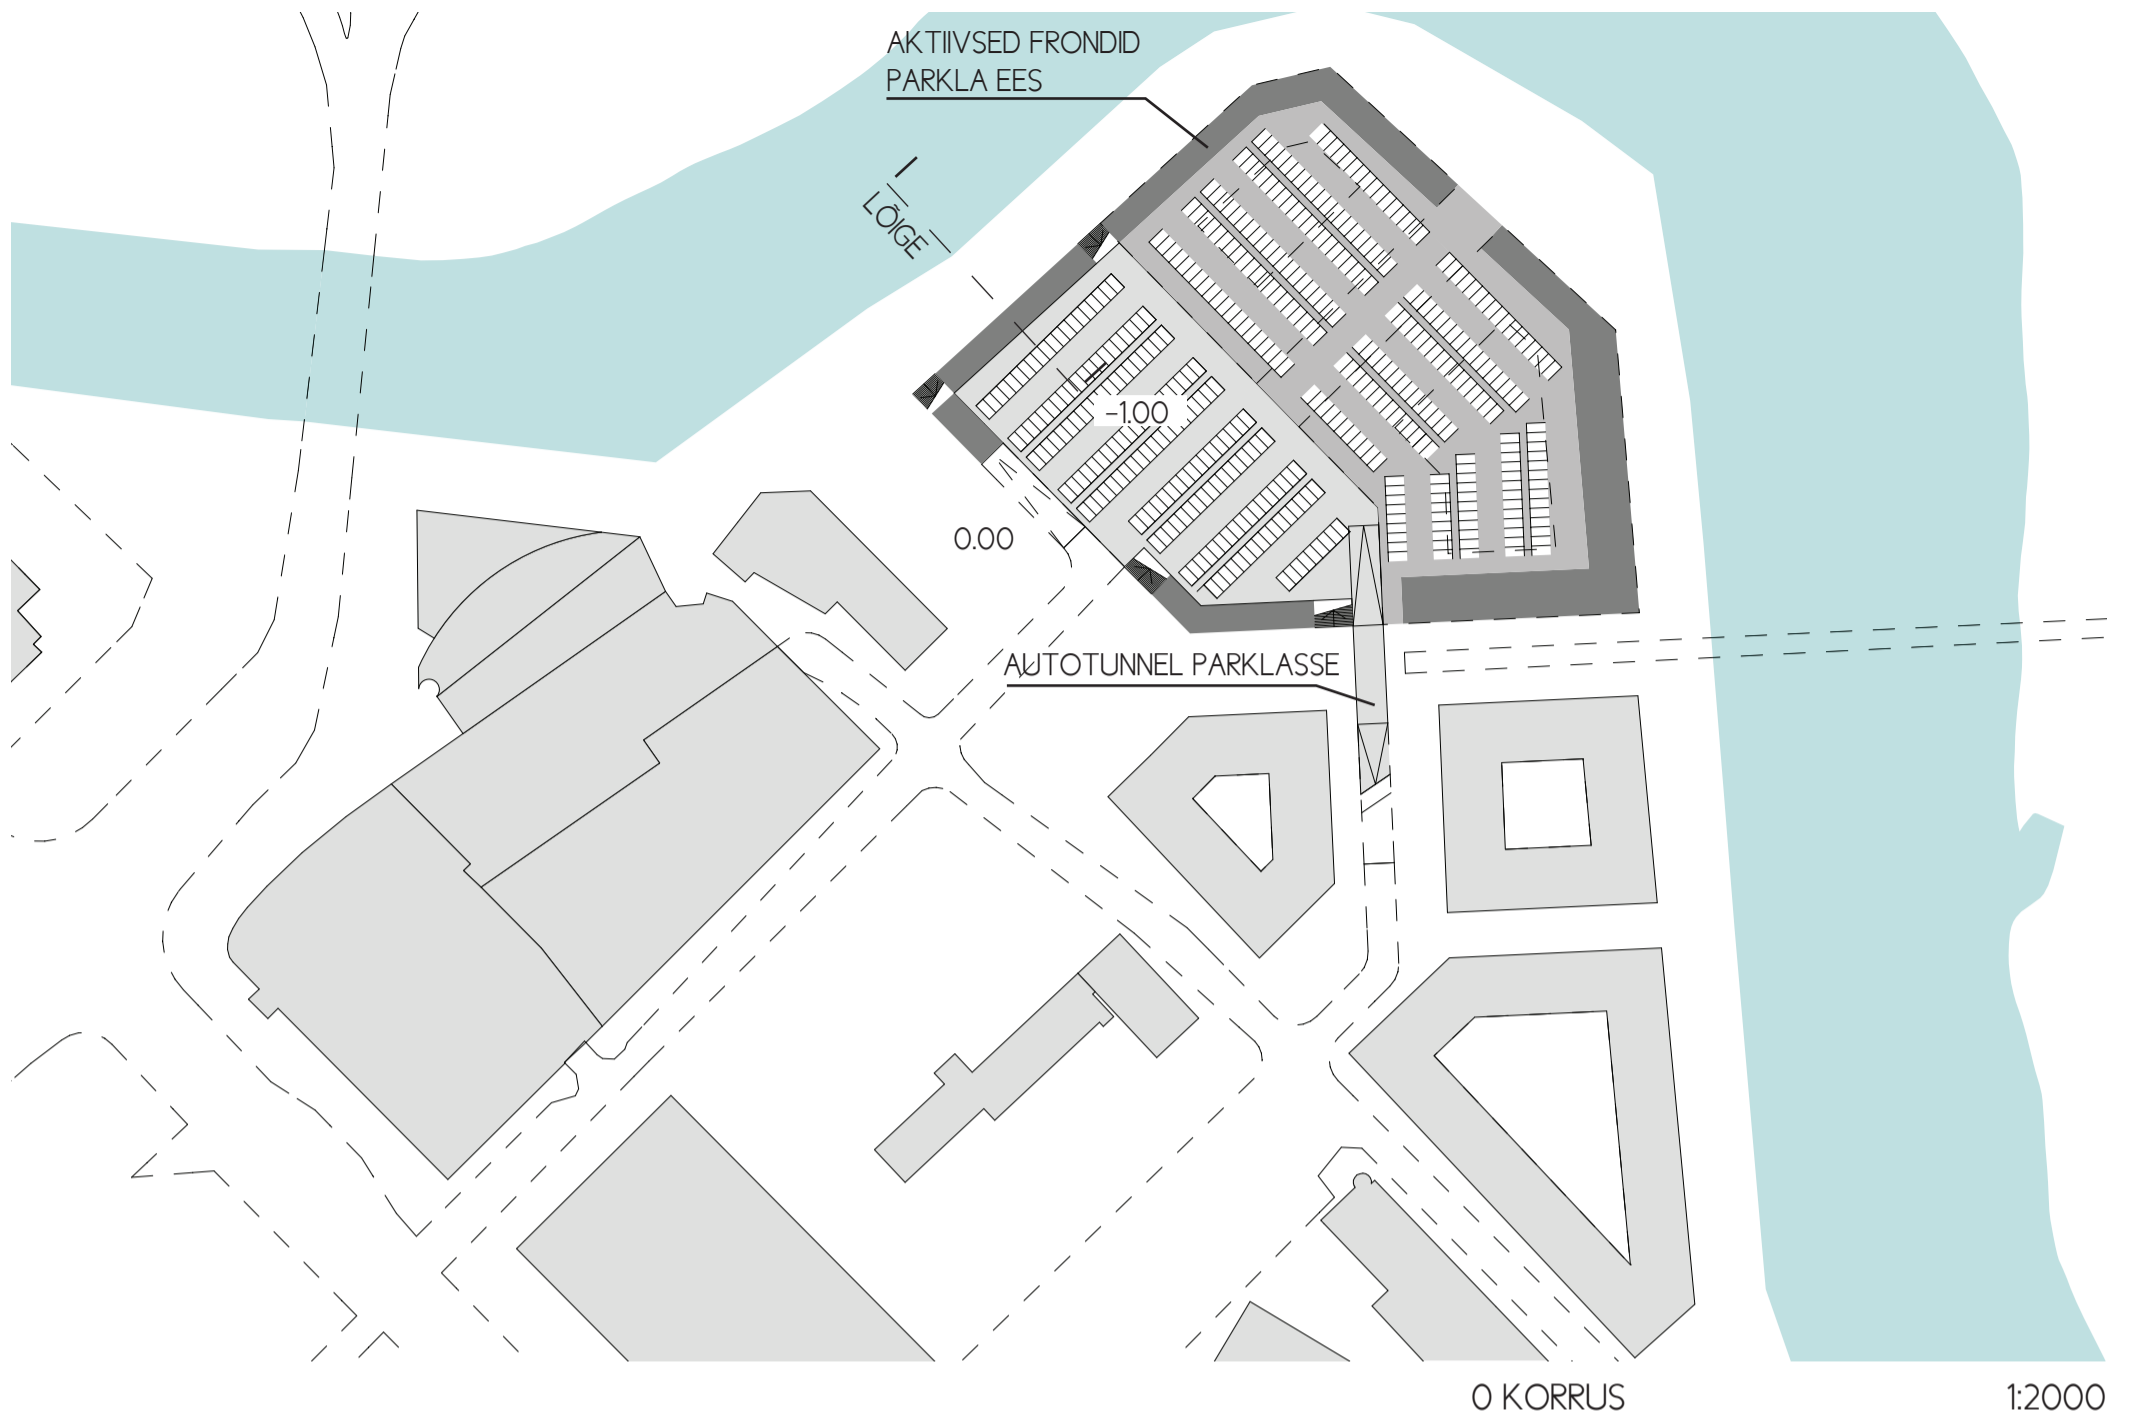 AKTIIVSED FRONDID
PARKLA EES
LÕIGE
-1.00
0.00
AUTOTUNNEL PARKLASSE
0 KORRUS
1:2000